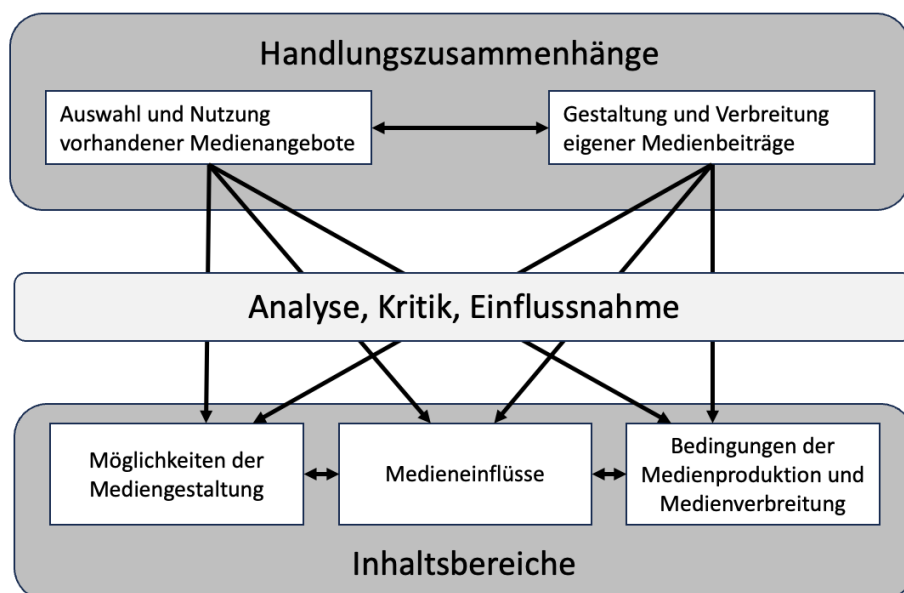 Handlungszusammenhänge
Auswahl und Nutzung
vorhandener Medienangebote
Gestaltung und Verbreitung
eigener Medienbeiträge
Analyse, Kritik, Einflussnahme
Möglichkeiten der
Mediengestaltung
Medieneinflüsse
Bedingungen der
Medienproduktion und
Medienverbreitung
Inhaltsbereiche